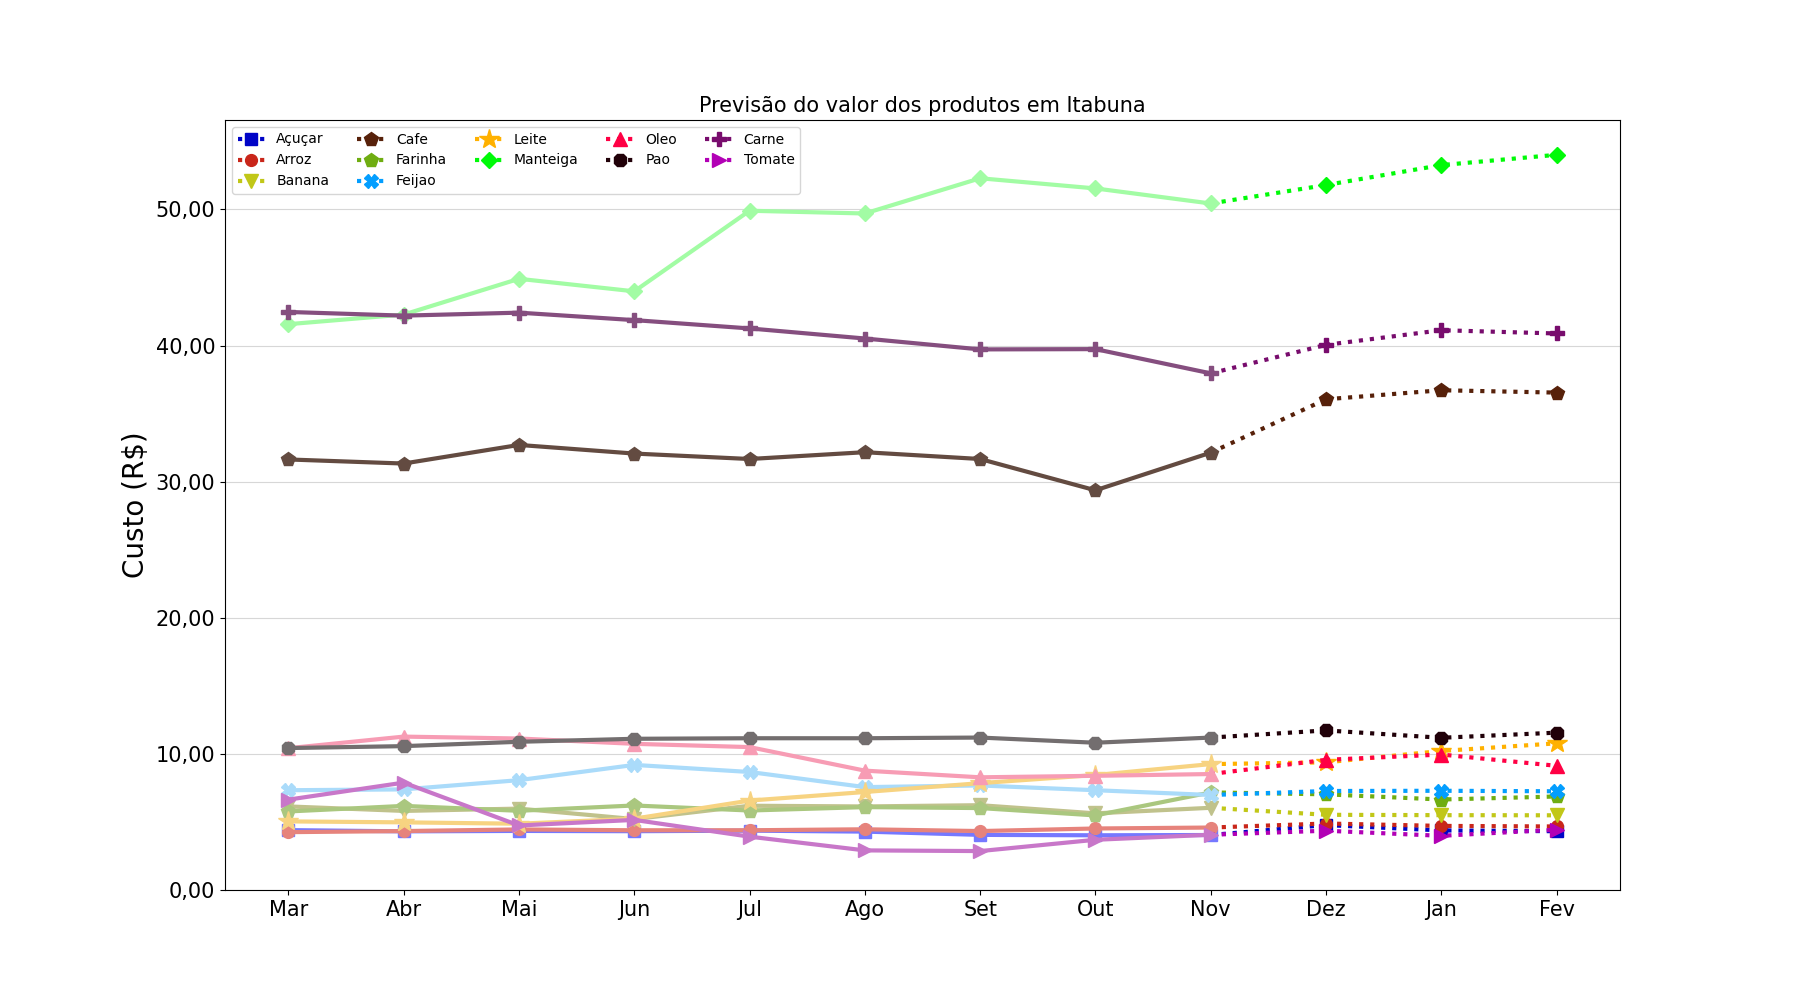 Previsão do valor dos produtos em Itabuna
Açuçar Cafe Leite Oleo Carne
Arroz Farinha Manteiga Pao Tomate
Banana Feijao
50,00
40,00
30,00
20,00
10,00
0,00
Custo (R$)
Mar Abr Mai Jun Jul Ago Set Out Nov Dez Jan Fev